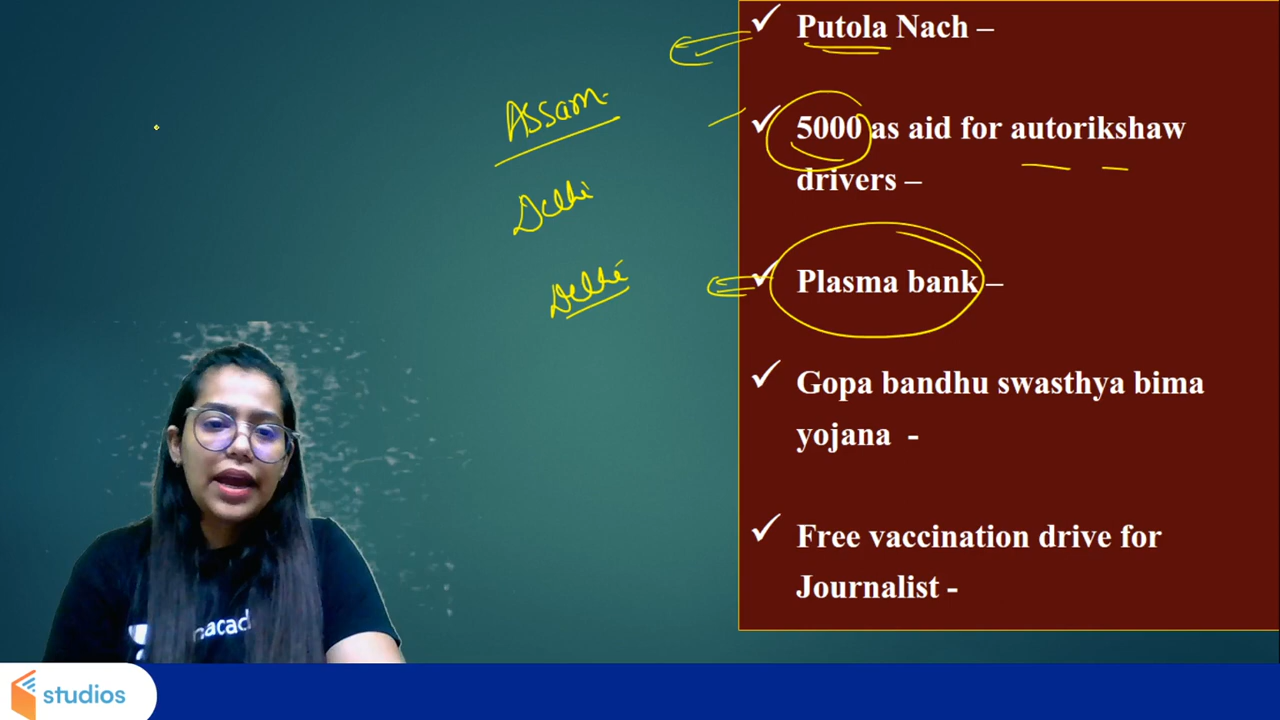 Putola Nach –
Assam.
5000 as aid for autorikshaw
drivers –
Delhi
Plasma bank –
Delhi
Gopa bandhu swasthya bima
yojana -
Free vaccination drive for
Journalist -
nacad
studios